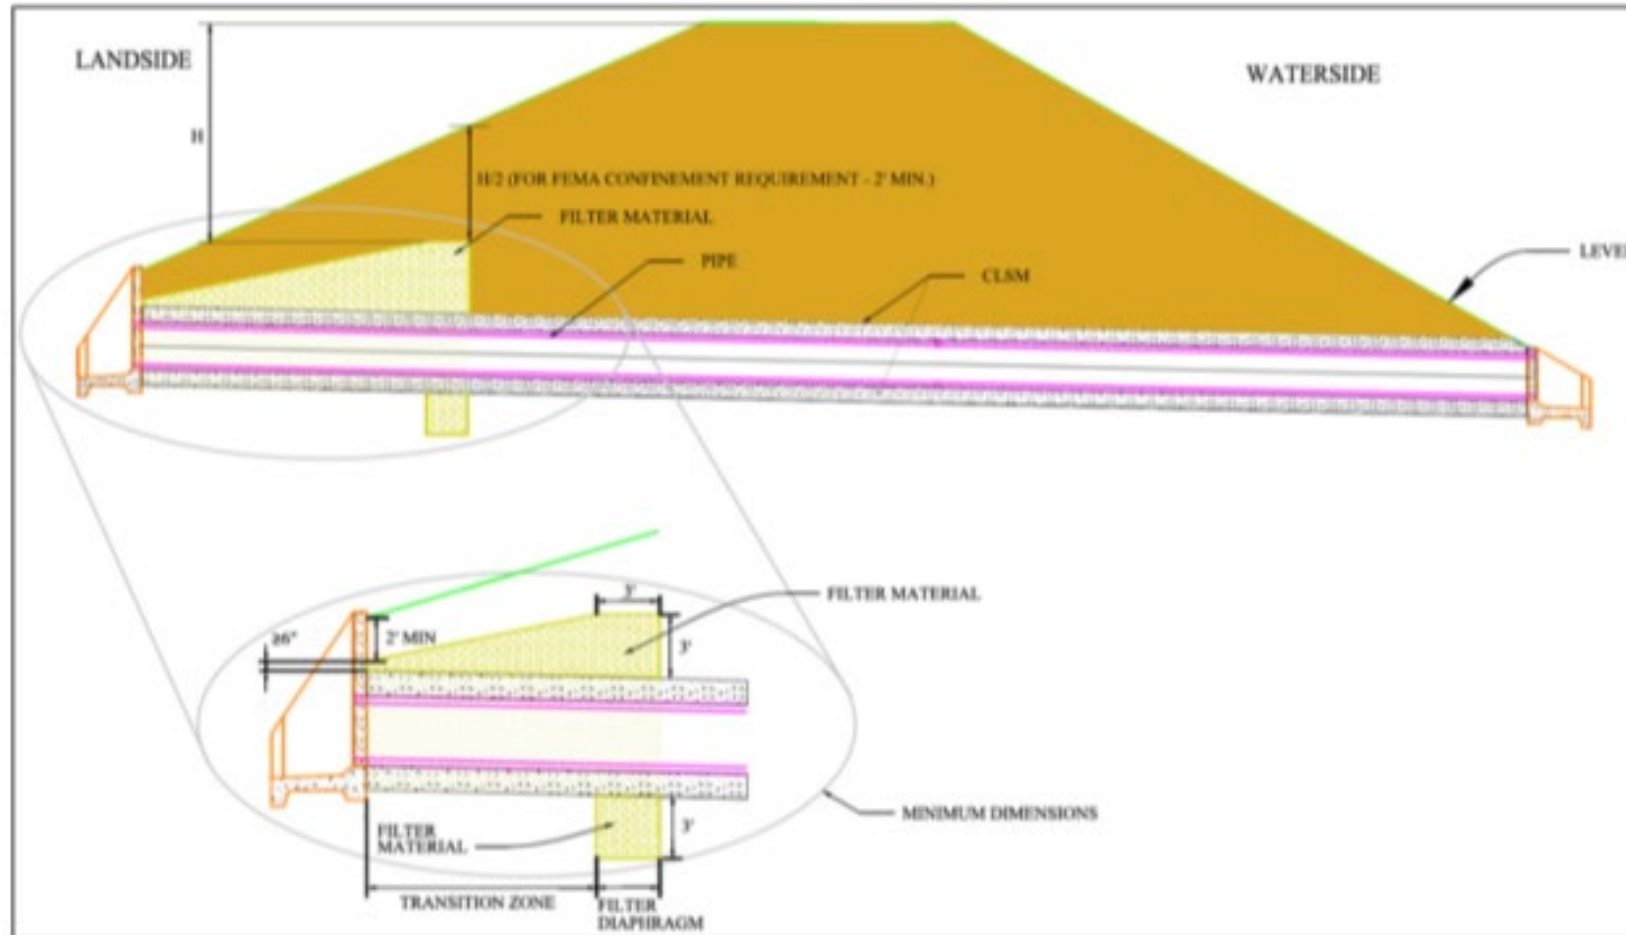 LANDSIDE
WATERSIDE
H
H/2 (FOR FEMA CONFINEMENT REQUIREMENT - 2' MIN.)
FILTER MATERIAL
PIPE
CLSM
LEVE
3'
FILTER MATERIAL
2' MIN
3'
MINIMUM DIMENSIONS
3'
FILTER
MATERIAL
TRANSITION ZONE
FILTER
DIAPHRAGM